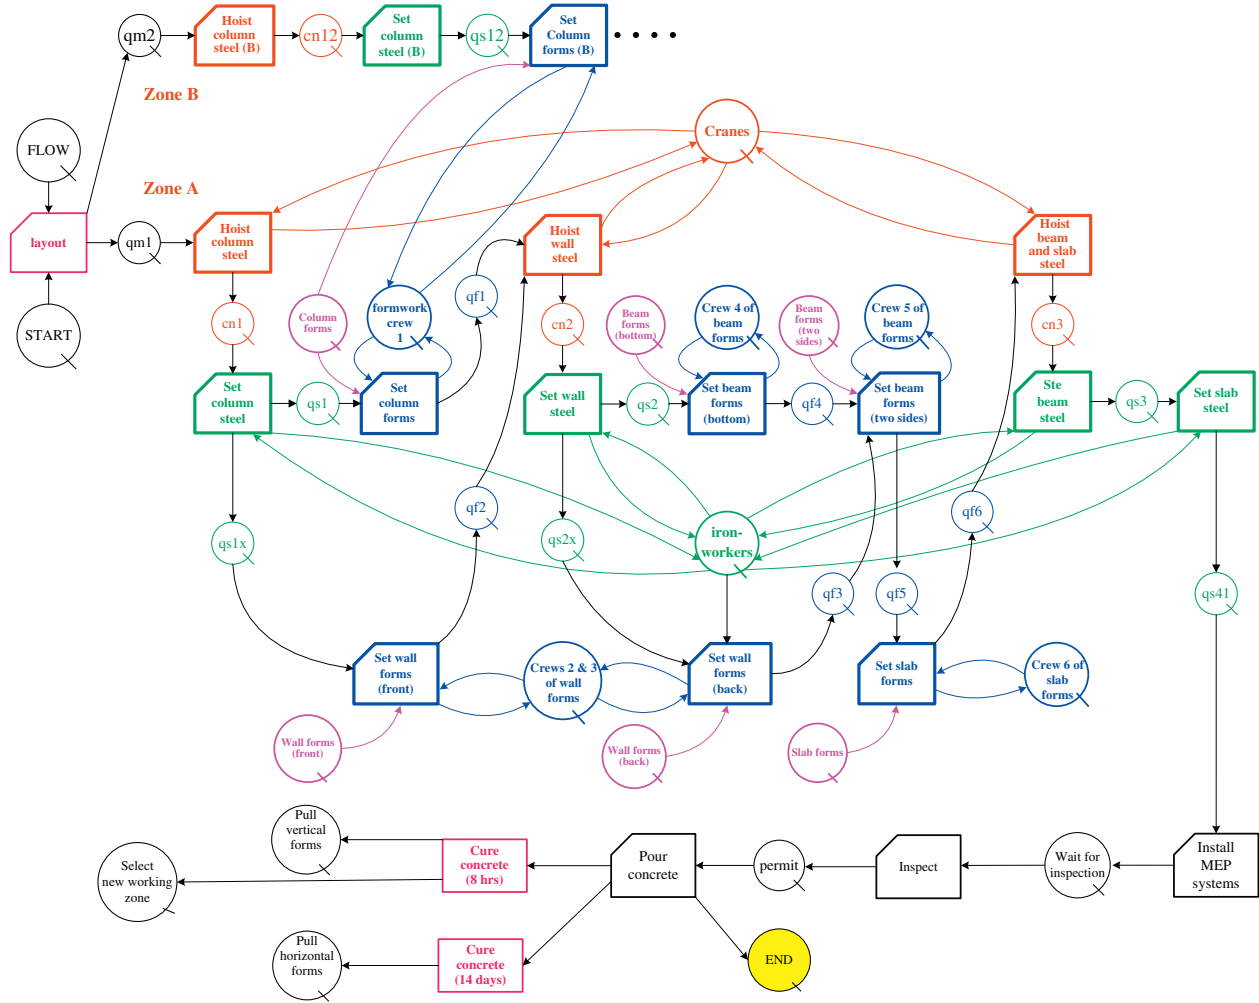 qm2
Hoist
column
steel (B)
cn12
Set
column
steel (B)
qs12
Set
Column
forms (B)
Zone B
FLOW
Cranes
Zone A
layout
qm1
Hoist
column
steel
Hoist
wall
steel
Hoist
beam
and slab
steel
START
cn1
Column
forms
formwork
crew
1
qf1
cn2
Beam
forms
(bottom)
Crew 4 of
beam
forms
Beam
forms
(two
sides)
Crew 5 of
beam
forms
cn3
Set
column
steel
qs1
Set
column
forms
Set wall
steel
qs2
Set beam
forms
(bottom)
qf4
Set beam
forms
(two sides)
Ste
beam
steel
qs3
Set slab
steel
qs1x
qf2
qs2x
iron-
workers
qf6
qf3
qf5
qs41
Set wall
forms
(front)
Crews 2 & 3
of wall
forms
Set wall
forms
(back)
Set slab
forms
Crew 6 of
slab
forms
Wall forms
(front)
Wall forms
(back)
Slab forms
Pull
vertical
forms
Select
new working
zone
Cure
concrete
(8 hrs)
Pour
concrete
permit
Inspect
Wait for
inspection
Install
MEP
systems
Pull
horizontal
forms
Cure
concrete
(14 days)
END